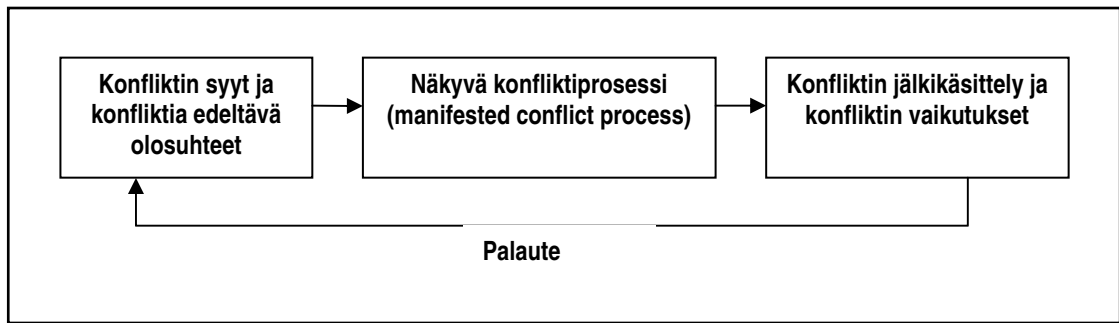 Konfliktin syyt ja
konfliktia edeltävä
olosuhteet
Näkyvä konfliktiprosessi
(manifested conflict process)
Konfliktin jälkikäsittely ja
konfliktin vaikutukset
Palaute